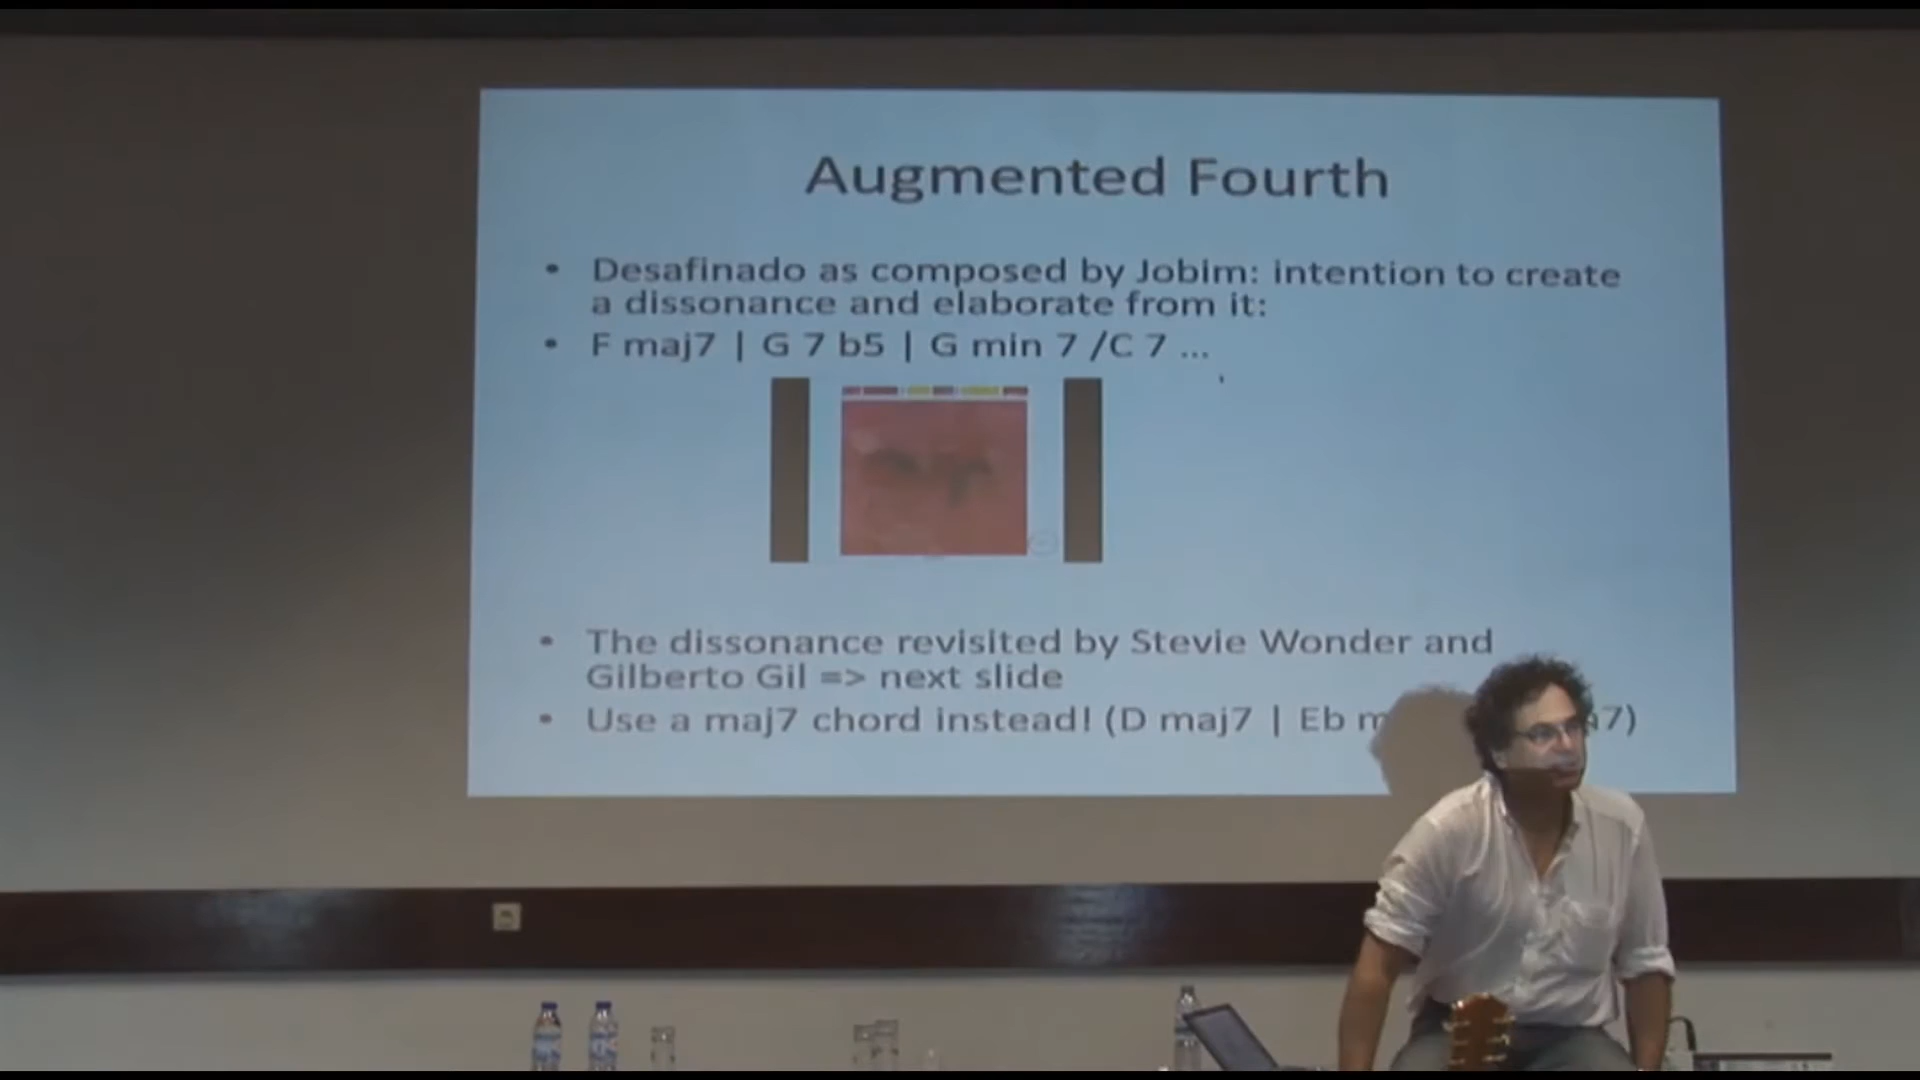 Augmented Fourth
• Desafinado as composed by Jobim: intention to create
a dissonance and elaborate from it:
• F maj7 | G 7 b5 | G min 7 /C 7 ...
• The dissonance revisited by Stevie Wonder and
Gilberto Gil => next slide
• Use a maj7 chord instead! (D maj7 | Eb